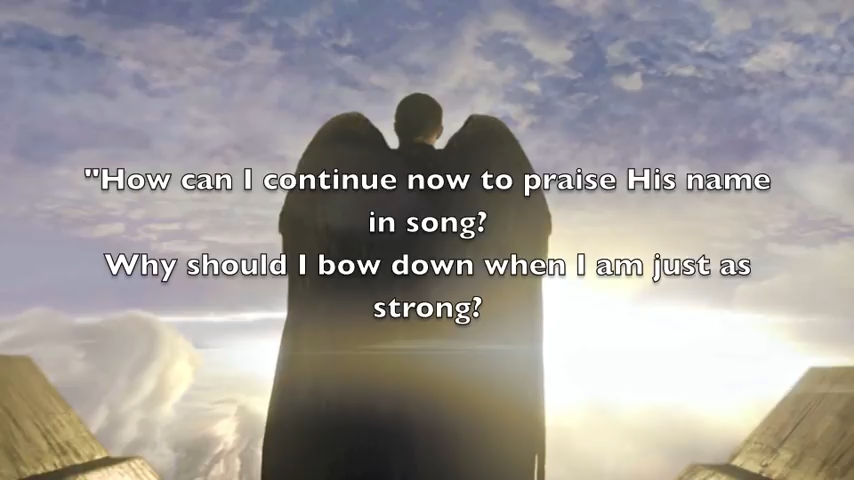 "How can I continue now to praise His name
in song?
Why should I bow down when I am just as
strong?